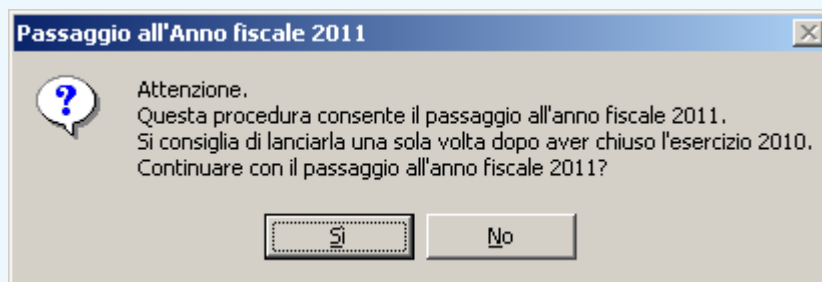 Passaggio all'Anno fiscale 2011
Attenzione.
Questa procedura consente il passaggio all'anno fiscale 2011.
Si consiglia di lanciarla una sola volta dopo aver chiuso l'esercizio 2010.
Continuare con il passaggio all'anno fiscale 2011?
Sì No